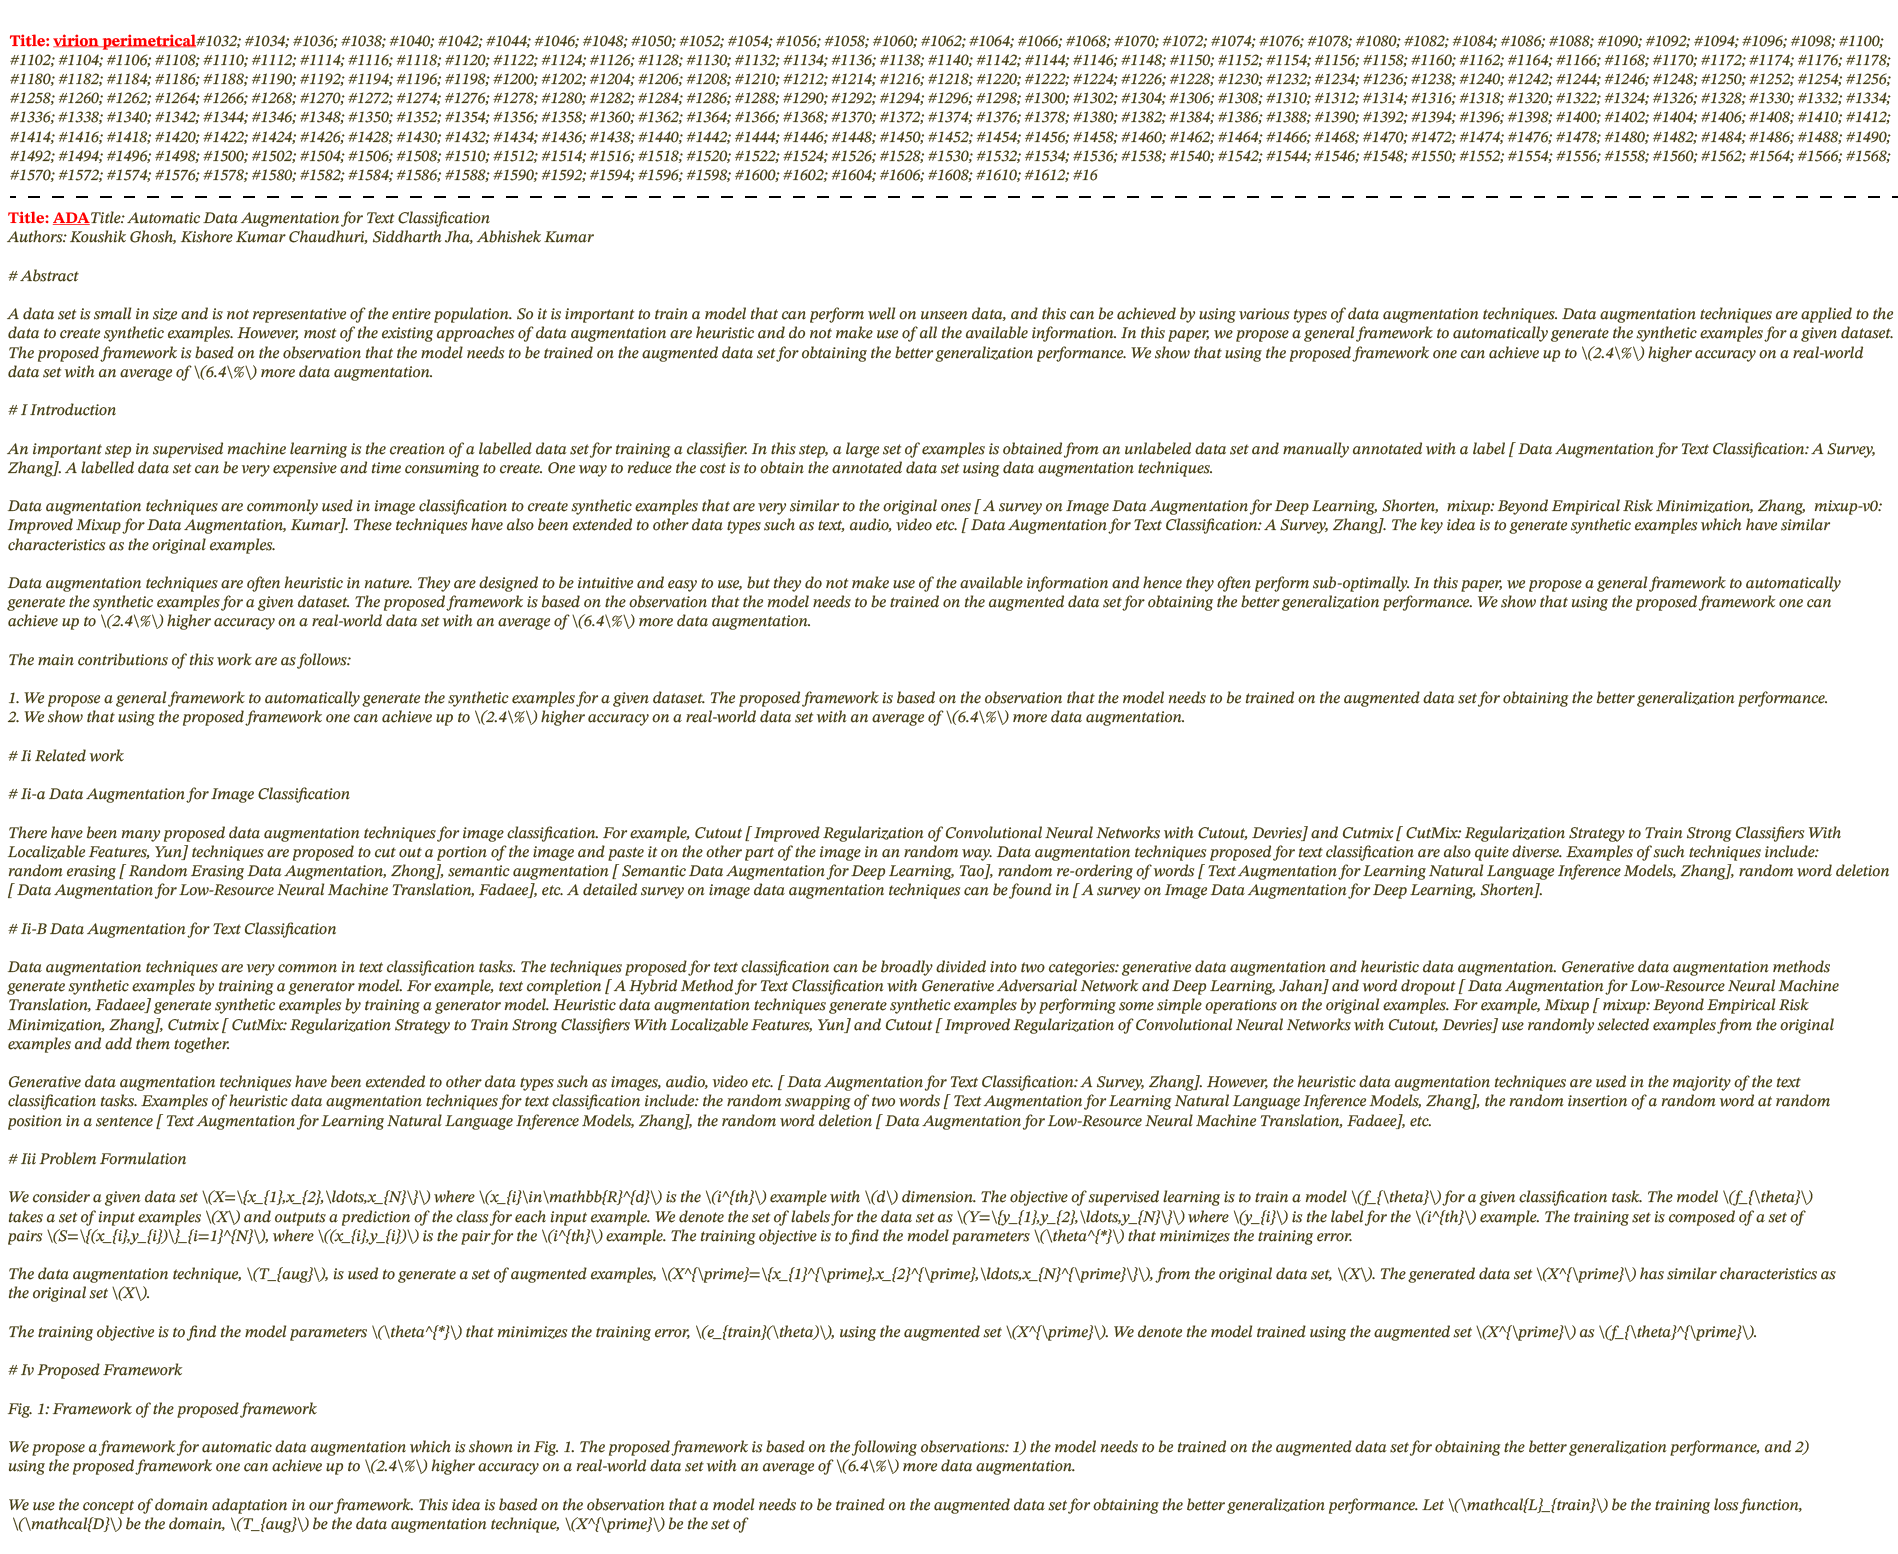 Title: virion perimetrical#1032; #1034; #1036; #1038; #1040; #1042; #1044; #1046; #1048; #1050; #1052; #1054; #1056; #1058; #1060; #1062; #1064; #1066; #1068; #1070; #1072; #1074; #1076; #1078; #1080; #1082; #1084; #1086; #1088; #1090; #1092; #1094; #1096; #1098; #1100;
#1102; #1104; #1106; #1108; #1110; #1112; #1114; #1116; #1118; #1120; #1122; #1124; #1126; #1128; #1130; #1132; #1134; #1136; #1138; #1140; #1142; #1144; #1146; #1148; #1150; #1152; #1154; #1156; #1158; #1160; #1162; #1164; #1166; #1168; #1170; #1172; #1174; #1176; #1178;
#1180; #1182; #1184; #1186; #1188; #1190; #1192; #1194; #1196; #1198; #1200; #1202; #1204; #1206; #1208; #1210; #1212; #1214; #1216; #1218; #1220; #1222; #1224; #1226; #1228; #1230; #1232; #1234; #1236; #1238; #1240; #1242; #1244; #1246; #1248; #1250; #1252; #1254; #1256;
#1258; #1260; #1262; #1264; #1266; #1268; #1270; #1272; #1274; #1276; #1278; #1280; #1282; #1284; #1286; #1288; #1290; #1292; #1294; #1296; #1298; #1300; #1302; #1304; #1306; #1308; #1310; #1312; #1314; #1316; #1318; #1320; #1322; #1324; #1326; #1328; #1330; #1332; #1334;
#1336; #1338; #1340; #1342; #1344; #1346; #1348; #1350; #1352; #1354; #1356; #1358; #1360; #1362; #1364; #1366; #1368; #1370; #1372; #1374; #1376; #1378; #1380; #1382; #1384; #1386; #1388; #1390; #1392; #1394; #1396; #1398; #1400; #1402; #1404; #1406; #1408; #1410; #1412;
#1414; #1416; #1418; #1420; #1422; #1424; #1426; #1428; #1430; #1432; #1434; #1436; #1438; #1440; #1442; #1444; #1446; #1448; #1450; #1452; #1454; #1456; #1458; #1460; #1462; #1464; #1466; #1468; #1470; #1472; #1474; #1476; #1478; #1480; #1482; #1484; #1486; #1488; #1490;
#1492; #1494; #1496; #1498; #1500; #1502; #1504; #1506; #1508; #1510; #1512; #1514; #1516; #1518; #1520; #1522; #1524; #1526; #1528; #1530; #1532; #1534; #1536; #1538; #1540; #1542; #1544; #1546; #1548; #1550; #1552; #1554; #1556; #1558; #1560; #1562; #1564; #1566; #1568;
#1570; #1572; #1574; #1576; #1578; #1580; #1582; #1584; #1586; #1588; #1590; #1592; #1594; #1596; #1598; #1600; #1602; #1604; #1606; #1608; #1610; #1612; #16
Title: ADATitle: Automatic Data Augmentation for Text Classification
Authors: Koushik Ghosh, Kishore Kumar Chaudhuri, Siddharth Jha, Abhishek Kumar
# Abstract
A data set is small in size and is not representative of the entire population. So it is important to train a model that can perform well on unseen data, and this can be achieved by using various types of data augmentation techniques. Data augmentation techniques are applied to the
data to create synthetic examples. However, most of the existing approaches of data augmentation are heuristic and do not make use of all the available information. In this paper, we propose a general framework to automatically generate the synthetic examples for a given dataset.
The proposed framework is based on the observation that the model needs to be trained on the augmented data set for obtaining the better generalization performance. We show that using the proposed framework one can achieve up to \(2.4\%\) higher accuracy on a real-world
data set with an average of \(6.4\%\) more data augmentation.
# I Introduction
An important step in supervised machine learning is the creation of a labelled data set for training a classifier. In this step, a large set of examples is obtained from an unlabeled data set and manually annotated with a label [ Data Augmentation for Text Classification: A Survey,
Zhang]. A labelled data set can be very expensive and time consuming to create. One way to reduce the cost is to obtain the annotated data set using data augmentation techniques.
Data augmentation techniques are commonly used in image classification to create synthetic examples that are very similar to the original ones [ A survey on Image Data Augmentation for Deep Learning, Shorten,  mixup: Beyond Empirical Risk Minimization, Zhang,  mixup-v0:
Improved Mixup for Data Augmentation, Kumar]. These techniques have also been extended to other data types such as text, audio, video etc. [ Data Augmentation for Text Classification: A Survey, Zhang]. The key idea is to generate synthetic examples which have similar
characteristics as the original examples.
Data augmentation techniques are often heuristic in nature. They are designed to be intuitive and easy to use, but they do not make use of the available information and hence they often perform sub-optimally. In this paper, we propose a general framework to automatically
generate the synthetic examples for a given dataset. The proposed framework is based on the observation that the model needs to be trained on the augmented data set for obtaining the better generalization performance. We show that using the proposed framework one can
achieve up to \(2.4\%\) higher accuracy on a real-world data set with an average of \(6.4\%\) more data augmentation.
The main contributions of this work are as follows:
1. We propose a general framework to automatically generate the synthetic examples for a given dataset. The proposed framework is based on the observation that the model needs to be trained on the augmented data set for obtaining the better generalization performance.
2. We show that using the proposed framework one can achieve up to \(2.4\%\) higher accuracy on a real-world data set with an average of \(6.4\%\) more data augmentation.
# Ii Related work
# Ii-a Data Augmentation for Image Classification
There have been many proposed data augmentation techniques for image classification. For example, Cutout [ Improved Regularization of Convolutional Neural Networks with Cutout, Devries] and Cutmix [ CutMix: Regularization Strategy to Train Strong Classifiers With
Localizable Features, Yun] techniques are proposed to cut out a portion of the image and paste it on the other part of the image in an random way. Data augmentation techniques proposed for text classification are also quite diverse. Examples of such techniques include:
random erasing [ Random Erasing Data Augmentation, Zhong], semantic augmentation [ Semantic Data Augmentation for Deep Learning, Tao], random re-ordering of words [ Text Augmentation for Learning Natural Language Inference Models, Zhang], random word deletion
[ Data Augmentation for Low-Resource Neural Machine Translation, Fadaee], etc. A detailed survey on image data augmentation techniques can be found in [ A survey on Image Data Augmentation for Deep Learning, Shorten].
# Ii-B Data Augmentation for Text Classification
Data augmentation techniques are very common in text classification tasks. The techniques proposed for text classification can be broadly divided into two categories: generative data augmentation and heuristic data augmentation. Generative data augmentation methods
generate synthetic examples by training a generator model. For example, text completion [ A Hybrid Method for Text Classification with Generative Adversarial Network and Deep Learning, Jahan] and word dropout [ Data Augmentation for Low-Resource Neural Machine
Translation, Fadaee] generate synthetic examples by training a generator model. Heuristic data augmentation techniques generate synthetic examples by performing some simple operations on the original examples. For example, Mixup [ mixup: Beyond Empirical Risk
Minimization, Zhang], Cutmix [ CutMix: Regularization Strategy to Train Strong Classifiers With Localizable Features, Yun] and Cutout [ Improved Regularization of Convolutional Neural Networks with Cutout, Devries] use randomly selected examples from the original
examples and add them together.
Generative data augmentation techniques have been extended to other data types such as images, audio, video etc. [ Data Augmentation for Text Classification: A Survey, Zhang]. However, the heuristic data augmentation techniques are used in the majority of the text
classification tasks. Examples of heuristic data augmentation techniques for text classification include: the random swapping of two words [ Text Augmentation for Learning Natural Language Inference Models, Zhang], the random insertion of a random word at random
position in a sentence [ Text Augmentation for Learning Natural Language Inference Models, Zhang], the random word deletion [ Data Augmentation for Low-Resource Neural Machine Translation, Fadaee], etc.
# Iii Problem Formulation
We consider a given data set \(X=\{x_{1},x_{2},\ldots,x_{N}\}\) where \(x_{i}\in\mathbb{R}^{d}\) is the \(i^{th}\) example with \(d\) dimension. The objective of supervised learning is to train a model \(f_{\theta}\) for a given classification task. The model \(f_{\theta}\)
takes a set of input examples \(X\) and outputs a prediction of the class for each input example. We denote the set of labels for the data set as \(Y=\{y_{1},y_{2},\ldots,y_{N}\}\) where \(y_{i}\) is the label for the \(i^{th}\) example. The training set is composed of a set of
pairs \(S=\{(x_{i},y_{i})\}_{i=1}^{N}\), where \((x_{i},y_{i})\) is the pair for the \(i^{th}\) example. The training objective is to find the model parameters \(\theta^{*}\) that minimizes the training error.
The data augmentation technique, \(T_{aug}\), is used to generate a set of augmented examples, \(X^{\prime}=\{x_{1}^{\prime},x_{2}^{\prime},\ldots,x_{N}^{\prime}\}\), from the original data set, \(X\). The generated data set \(X^{\prime}\) has similar characteristics as
the original set \(X\).
The training objective is to find the model parameters \(\theta^{*}\) that minimizes the training error, \(e_{train}(\theta)\), using the augmented set \(X^{\prime}\). We denote the model trained using the augmented set \(X^{\prime}\) as \(f_{\theta}^{\prime}\).
# Iv Proposed Framework
Fig. 1: Framework of the proposed framework
We propose a framework for automatic data augmentation which is shown in Fig. 1. The proposed framework is based on the following observations: 1) the model needs to be trained on the augmented data set for obtaining the better generalization performance, and 2)
using the proposed framework one can achieve up to \(2.4\%\) higher accuracy on a real-world data set with an average of \(6.4\%\) more data augmentation.
We use the concept of domain adaptation in our framework. This idea is based on the observation that a model needs to be trained on the augmented data set for obtaining the better generalization performance. Let \(\mathcal{L}_{train}\) be the training loss function,
\(\mathcal{D}\) be the domain, \(T_{aug}\) be the data augmentation technique, \(X^{\prime}\) be the set of